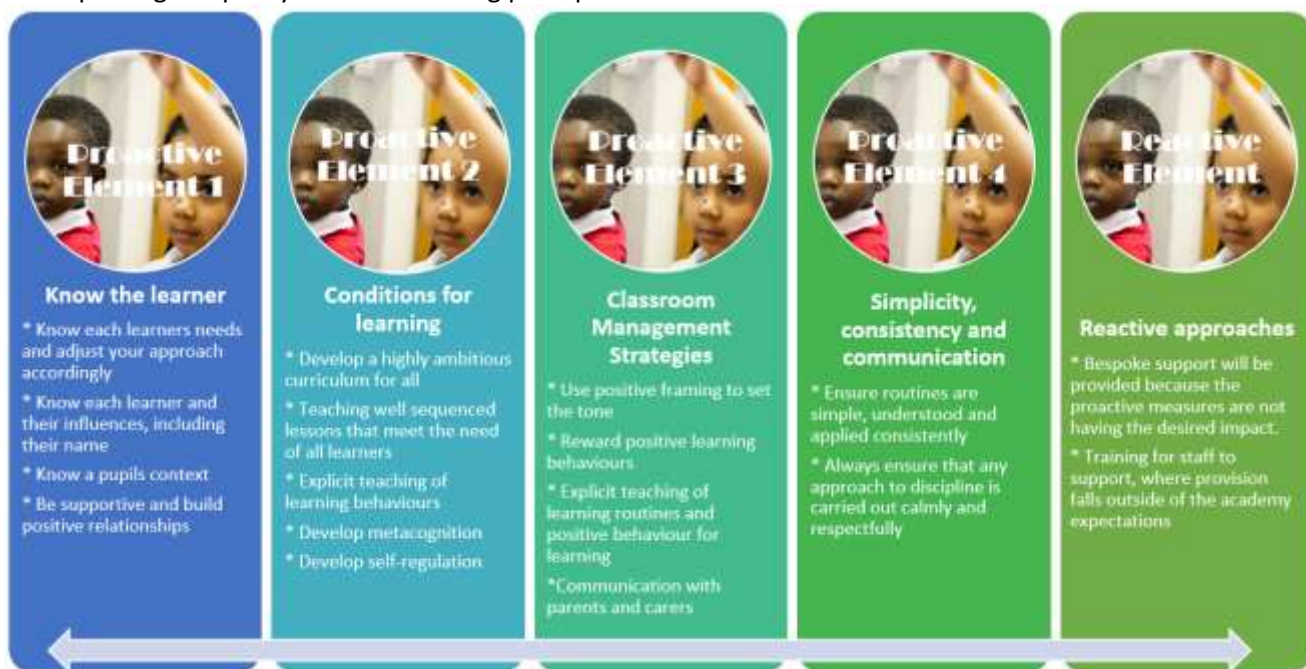 Proactive
Element 1
Know the learner
* Know each learners needs
and adjust your approach
accordingly
* Know each learner and
their influences, including
their name
* Know a pupils context
* Be supportive and build
positive relationships
Proactive
Element 2
Conditions for
learning
* Develop a highly ambitious
curriculum for all
* Teaching well sequenced
lessons that meet the need
of all learners
* Explicit teaching of
learning behaviours
* Develop metacognition
* Develop self-regulation
Proactive
Element 3
Classroom
Management
Strategies
* Use positive framing to set
the tone
* Reward positive learning
behaviours
* Explicit teaching of
learning routines and
positive behaviour for
learning
*Communication with
parents and carers
Proactive
Element 4
Simplicity,
consistency and
communication
* Ensure routines are
simple, understood and
applied consistently
* Always ensure that any
approach to discipline is
carried out calmly and
respectfully
Reactive
Element
Reactive approaches
* Bespoke support will be
provided because the
proactive measures are not
having the desired impact.
* Training for staff to
support, where provision
falls outside of the academy
expectations